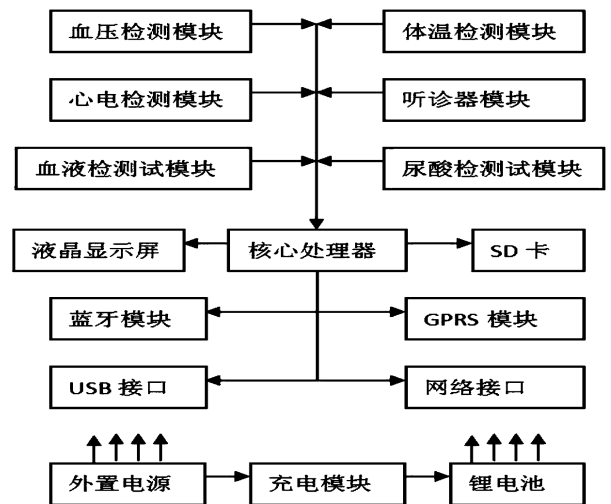 血压检测模块 体温检测模块
心电检测模块 听诊器模块
血液检测试模块 尿酸检测试模块
液晶显示屏 核心处理器 SD 卡
蓝牙模块 GPRS 模块
USB 接口 网络接口
外置电源 充电模块 锂电池